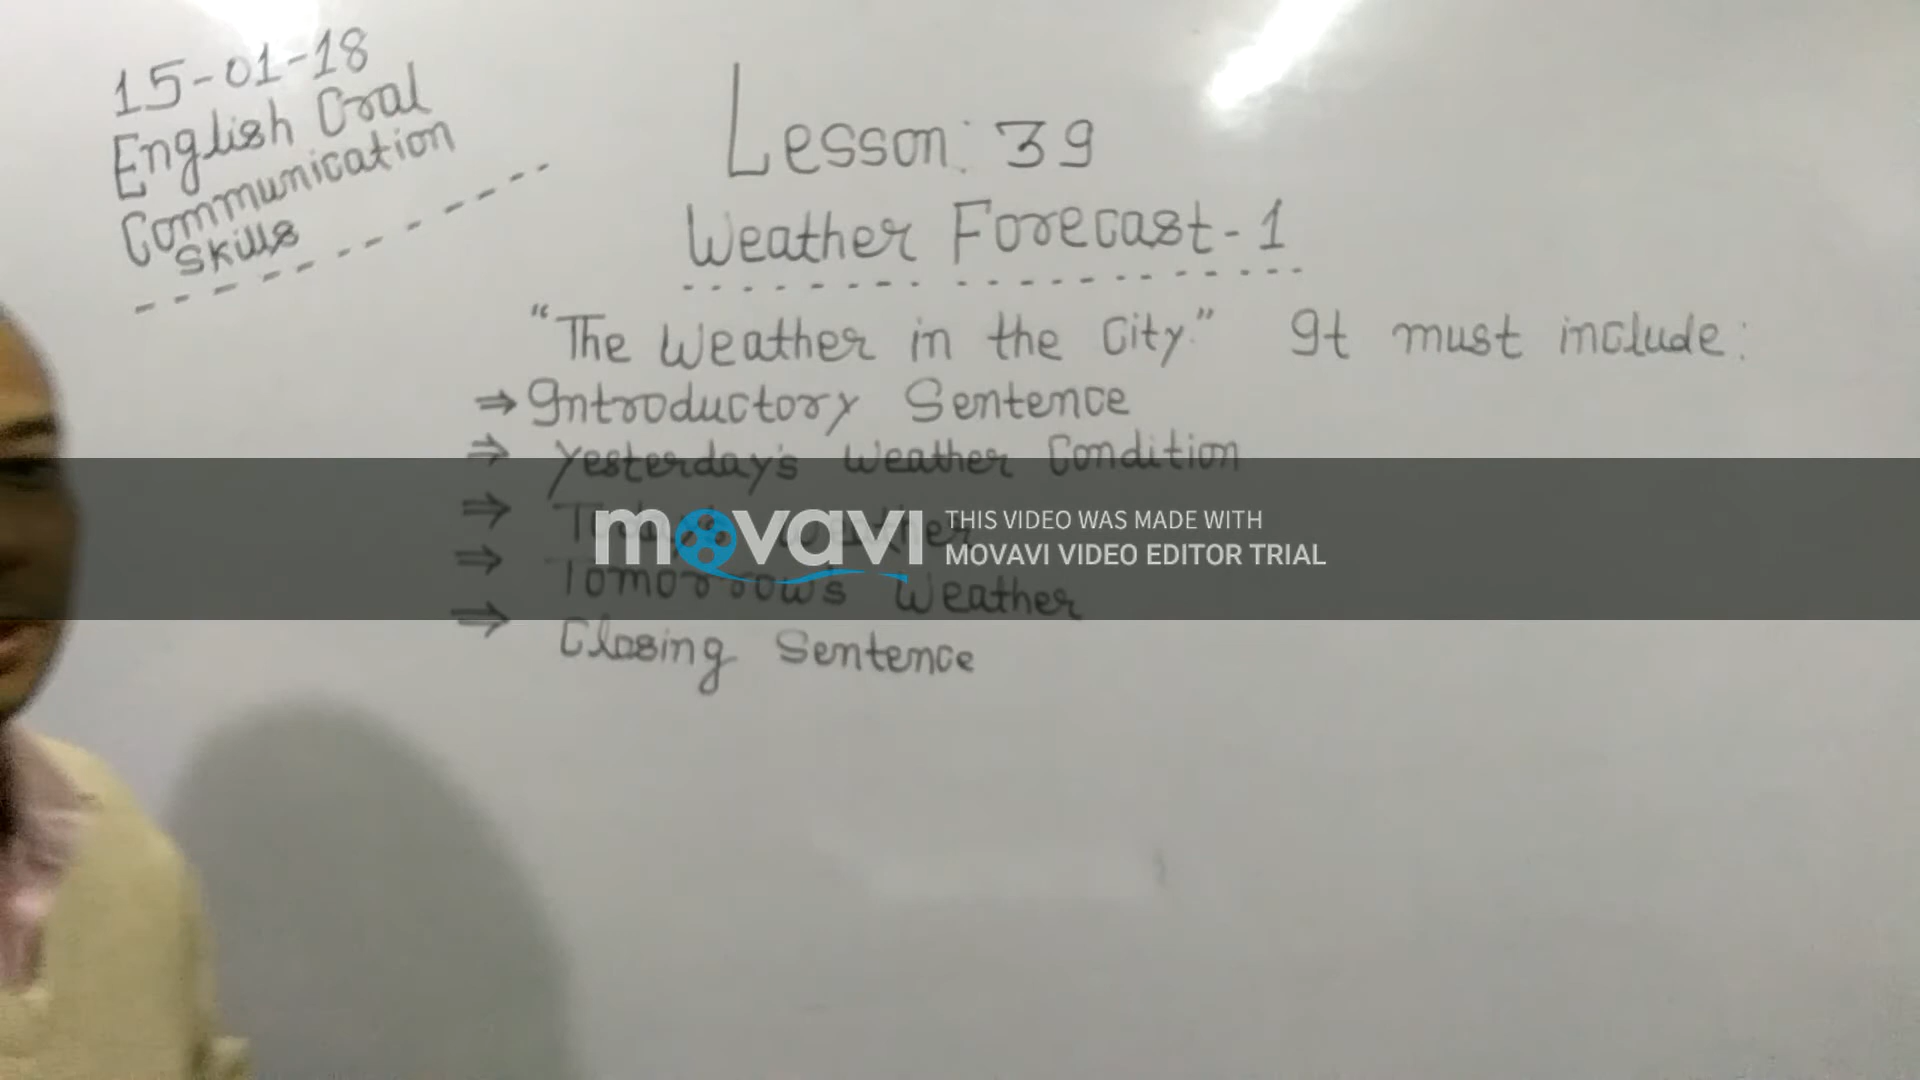 15-01-18
English Oral
Communication
Skills
Lesson: 39
Weather Forecast-1
"The Weather in the City." It must include:
⇒ Introductory Sentence
⇒ Yesterday's Weather Condition
⇒ Today's Weather
⇒ Tomorrow's Weather
⇒ Closing Sentence
movavi
THIS VIDEO WAS MADE WITH
MOVAVI VIDEO EDITOR TRIAL